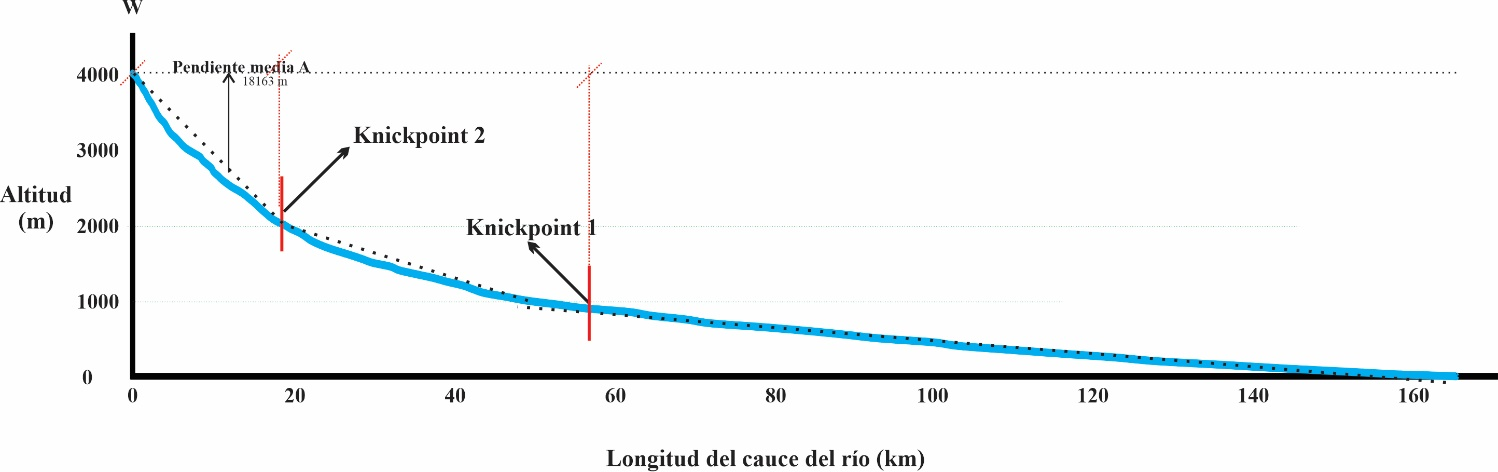 W
Pendiente media A
18163 m
4000
Knickpoint 2
3000
Altitud
(m)
2000
Knickpoint 1
1000
0
0 20 40 60 80 100 120 140 160
Longitud del cauce del río (km)